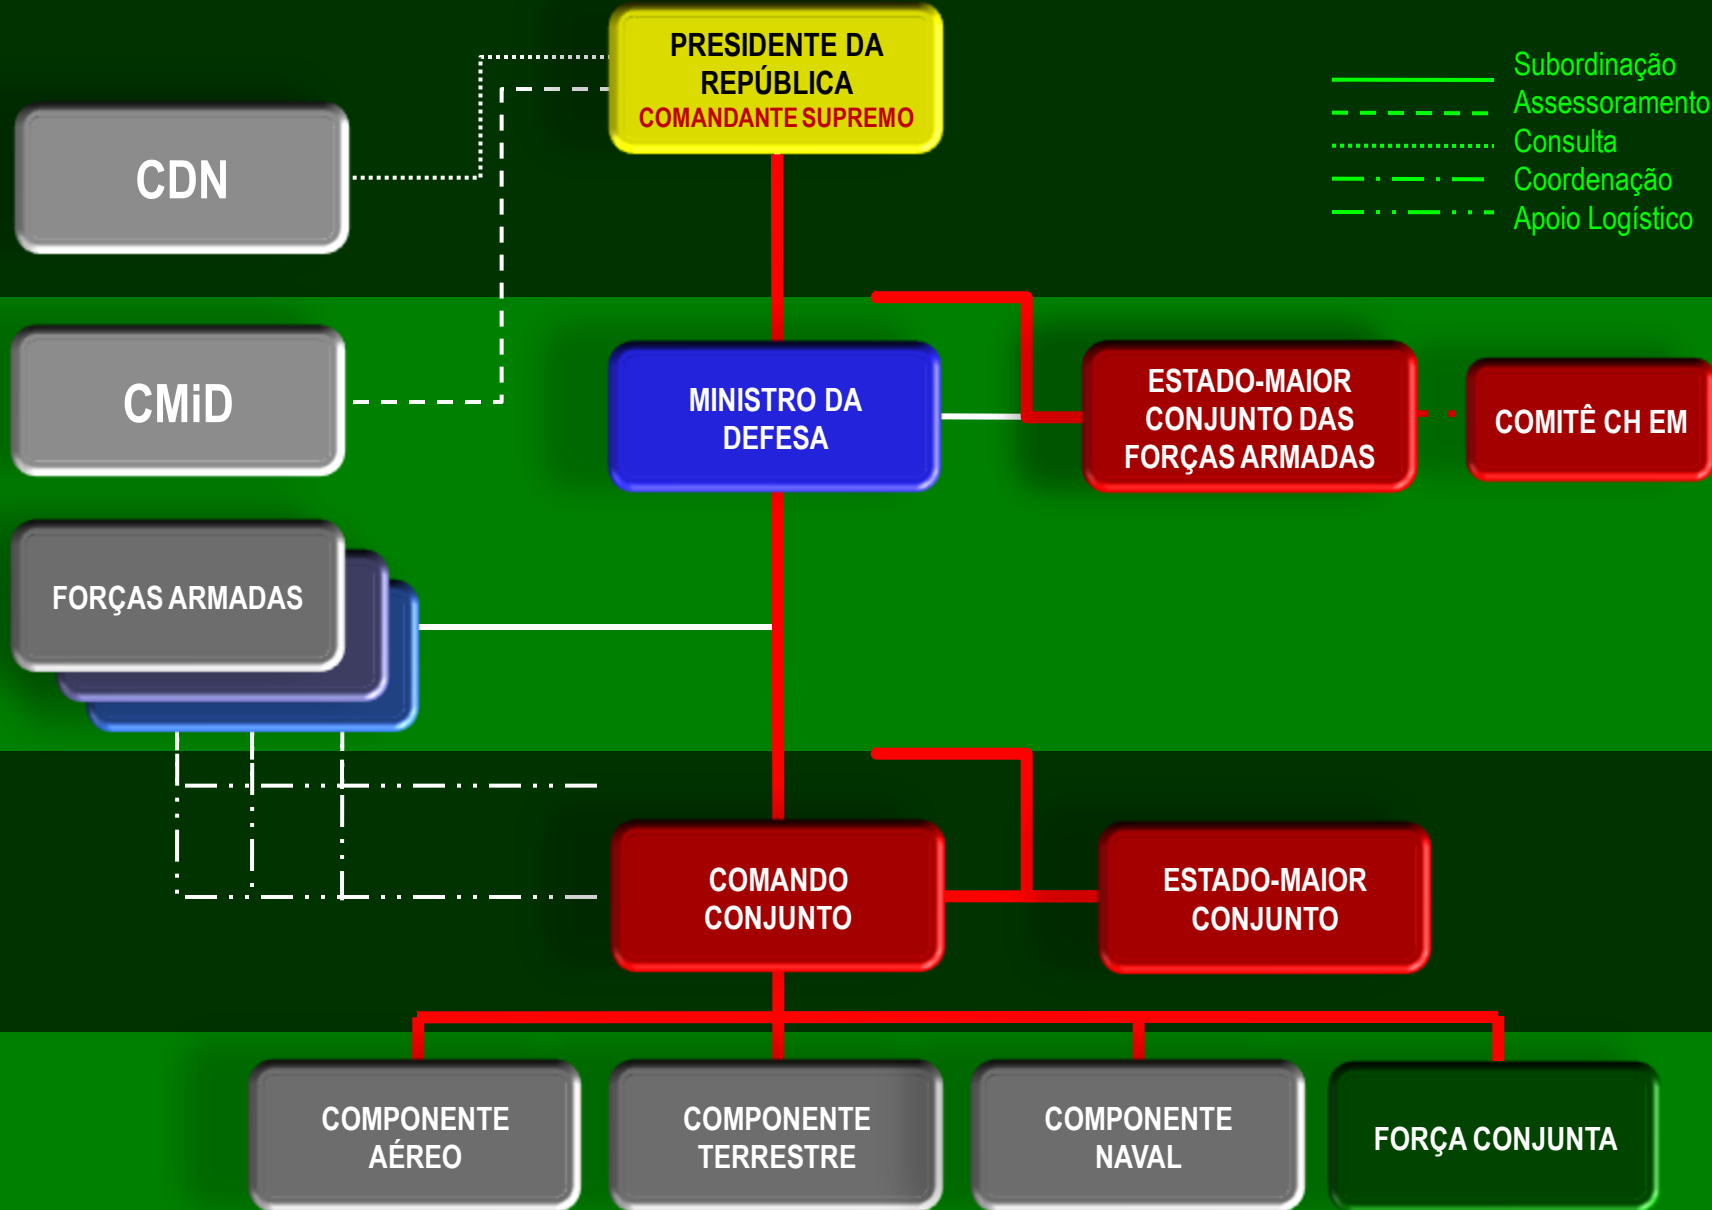 PRESIDENTE DA
REPÚBLICA
COMANDANTE SUPREMO
Subordinação
Assessoramento
Consulta
Coordenação
Apoio Logístico
CDN
CMiD
MINISTRO DA
DEFESA
ESTADO-MAIOR
CONJUNTO DAS
FORÇAS ARMADAS
COMITÊ CH EM
FORÇAS ARMADAS
COMANDO
CONJUNTO
ESTADO-MAIOR
CONJUNTO
COMPONENTE
AÉREO
COMPONENTE
TERRESTRE
COMPONENTE
NAVAL
FORÇA CONJUNTA